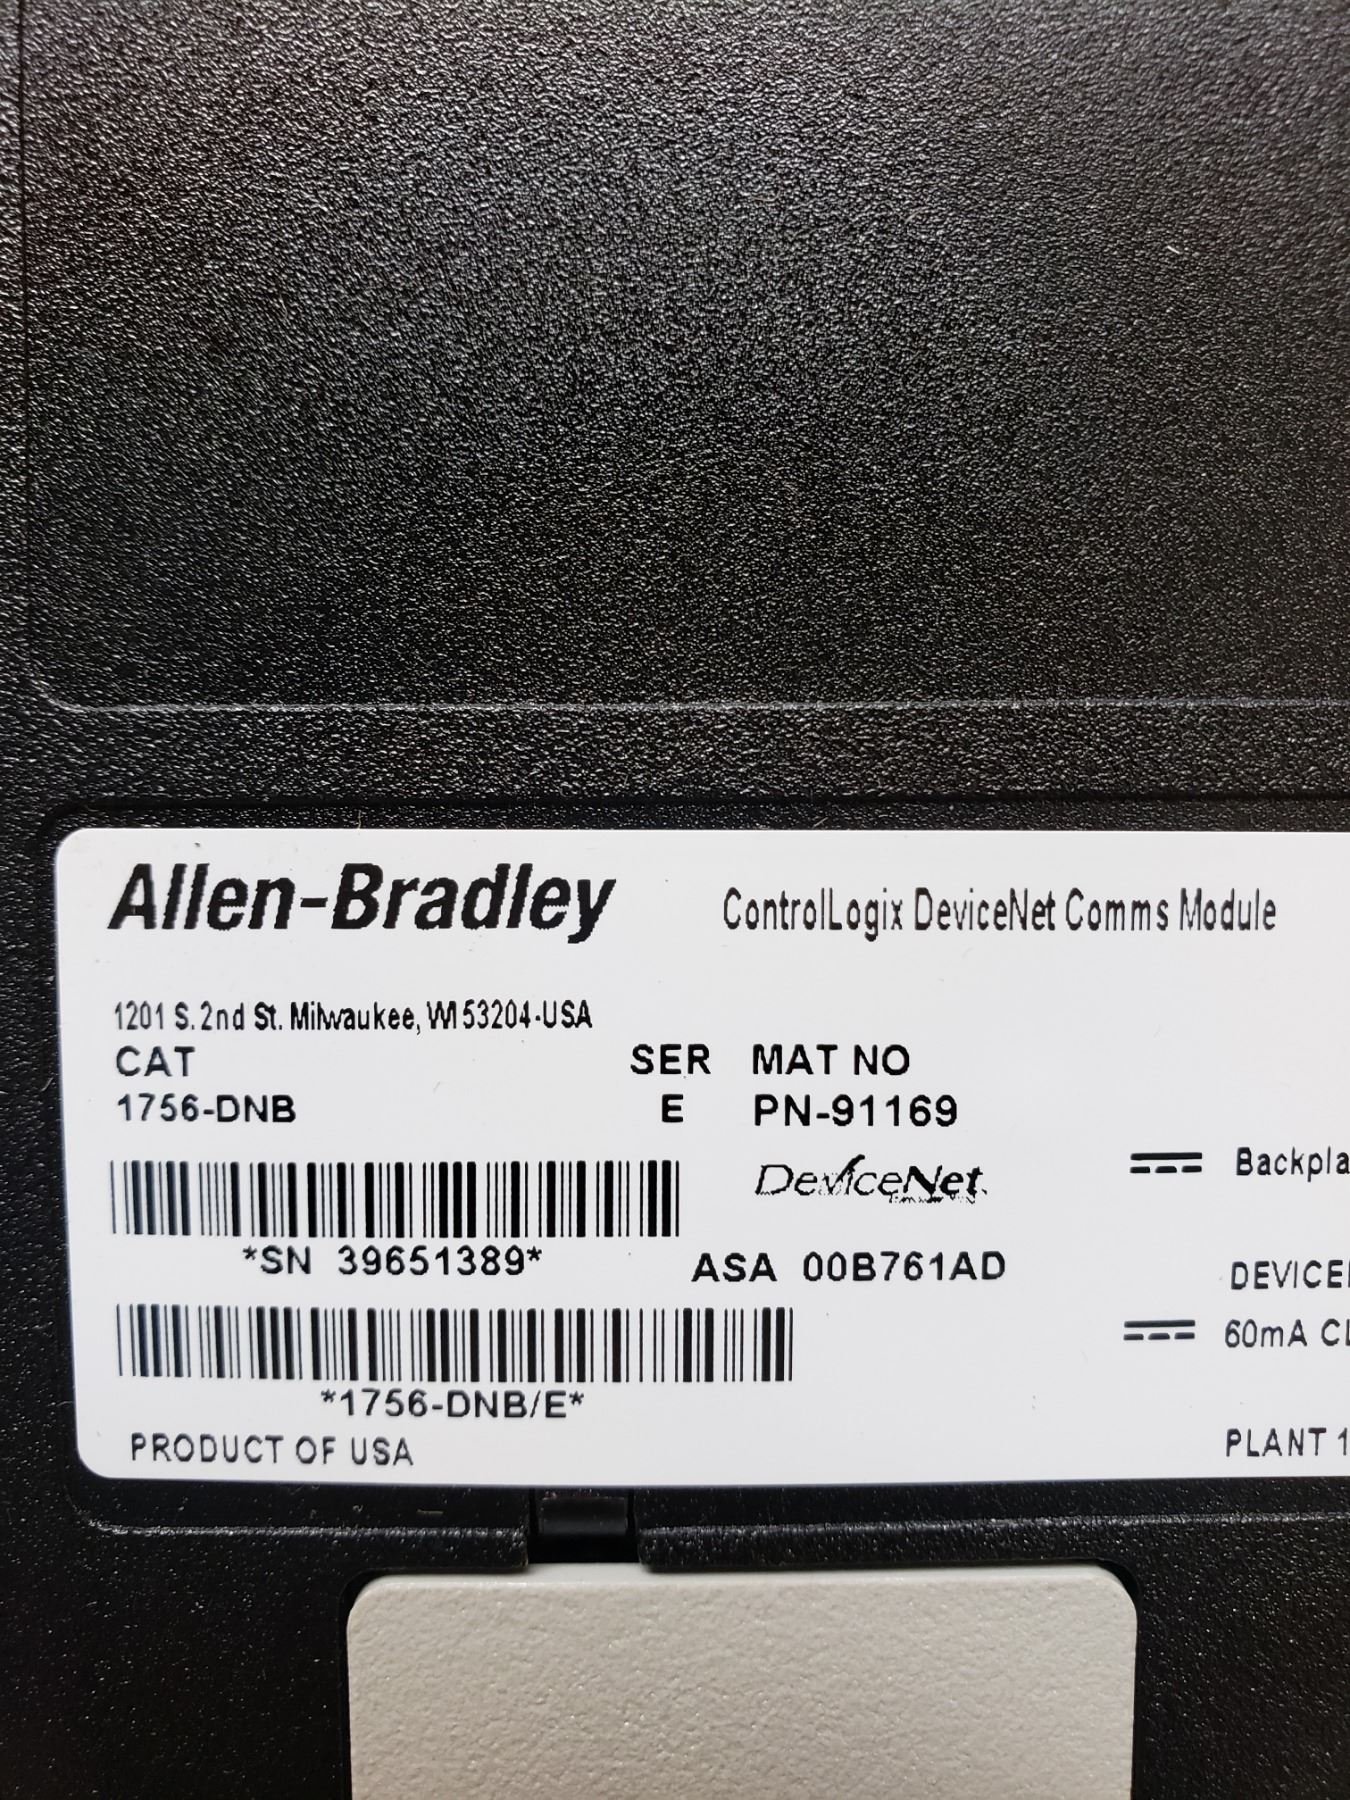 Allen-Bradley ControlLogix DeviceNet Comms Module
1201 S. 2nd St. Milwaukee, WI 53204-USA
CAT SER MAT NO
1756-DNB E PN-91169
DeviceNet Backpla
*SN 39651389* ASA 00B761AD DEVICE
60mA CL
*1756-DNB/E*
PRODUCT OF USA PLANT 1